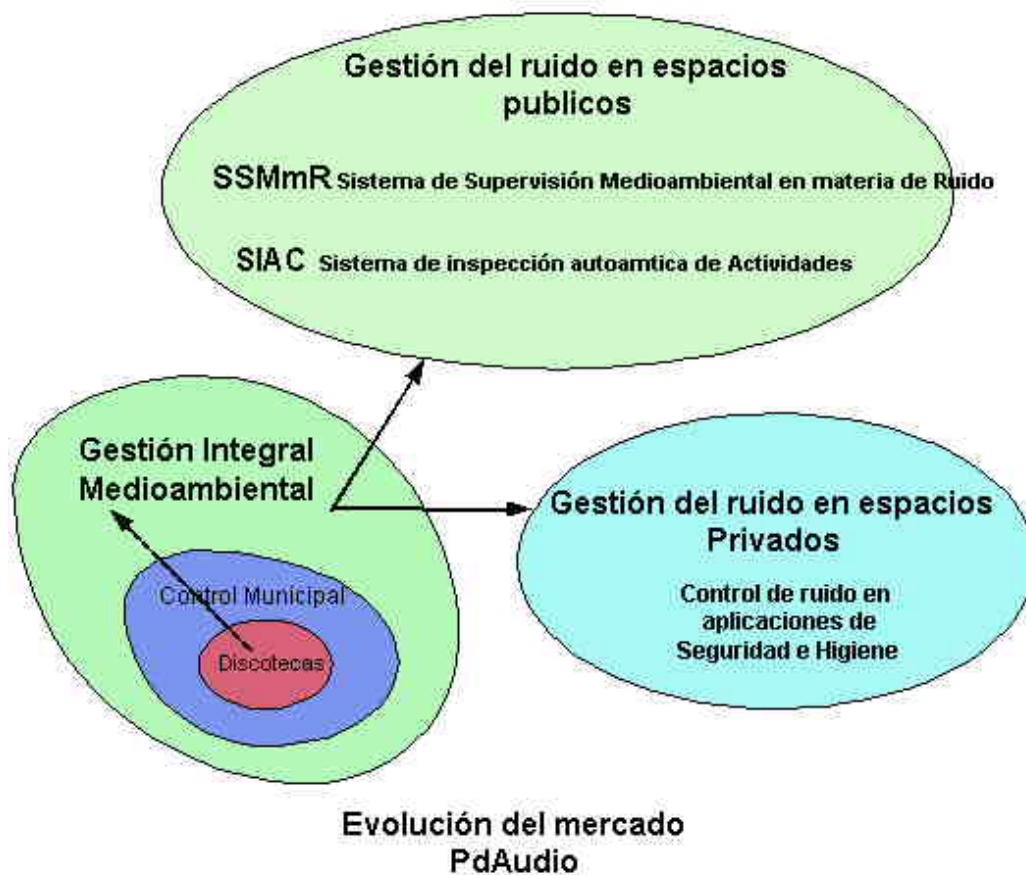 Gestión del ruido en espacios
publicos
SSMmR Sistema de Supervisión Medioambiental en materia de Ruido
SIAC Sistema de inspección autoamtica de Actividades
Gestión Integral
Medioambiental
Control Municipal
Discotecas
Gestión del ruido en espacios
Privados
Control de ruido en
aplicaciones de
Seguridad e Higiene
Evolución del mercado
PdAudio